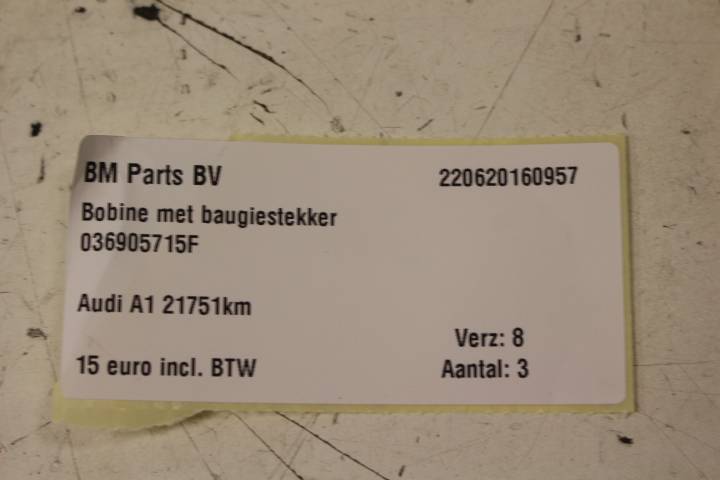 BM Parts BV 220620160957
Bobine met baugiestekker
036905715F
Audi A1 21751km
Verz: 8
15 euro incl. BTW Aantal: 3